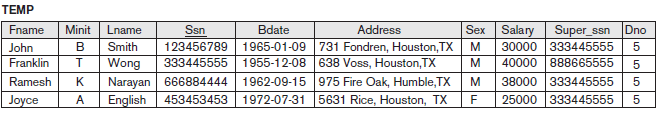 TEMP
Fname Minit Lname Ssn Bdate Address Sex Salary Super_ssn Dno
John B Smith 123456789 1965-01-09 731 Fondren, Houston,TX M 30000 333445555 5
Franklin T Wong 333445555 1955-12-08 638 Voss, Houston,TX M 40000 888665555 5
Ramesh K Narayan 666884444 1962-09-15 975 Fire Oak, Humble,TX M 38000 333445555 5
Joyce A English 453453453 1972-07-31 5631 Rice, Houston, TX F 25000 333445555 5